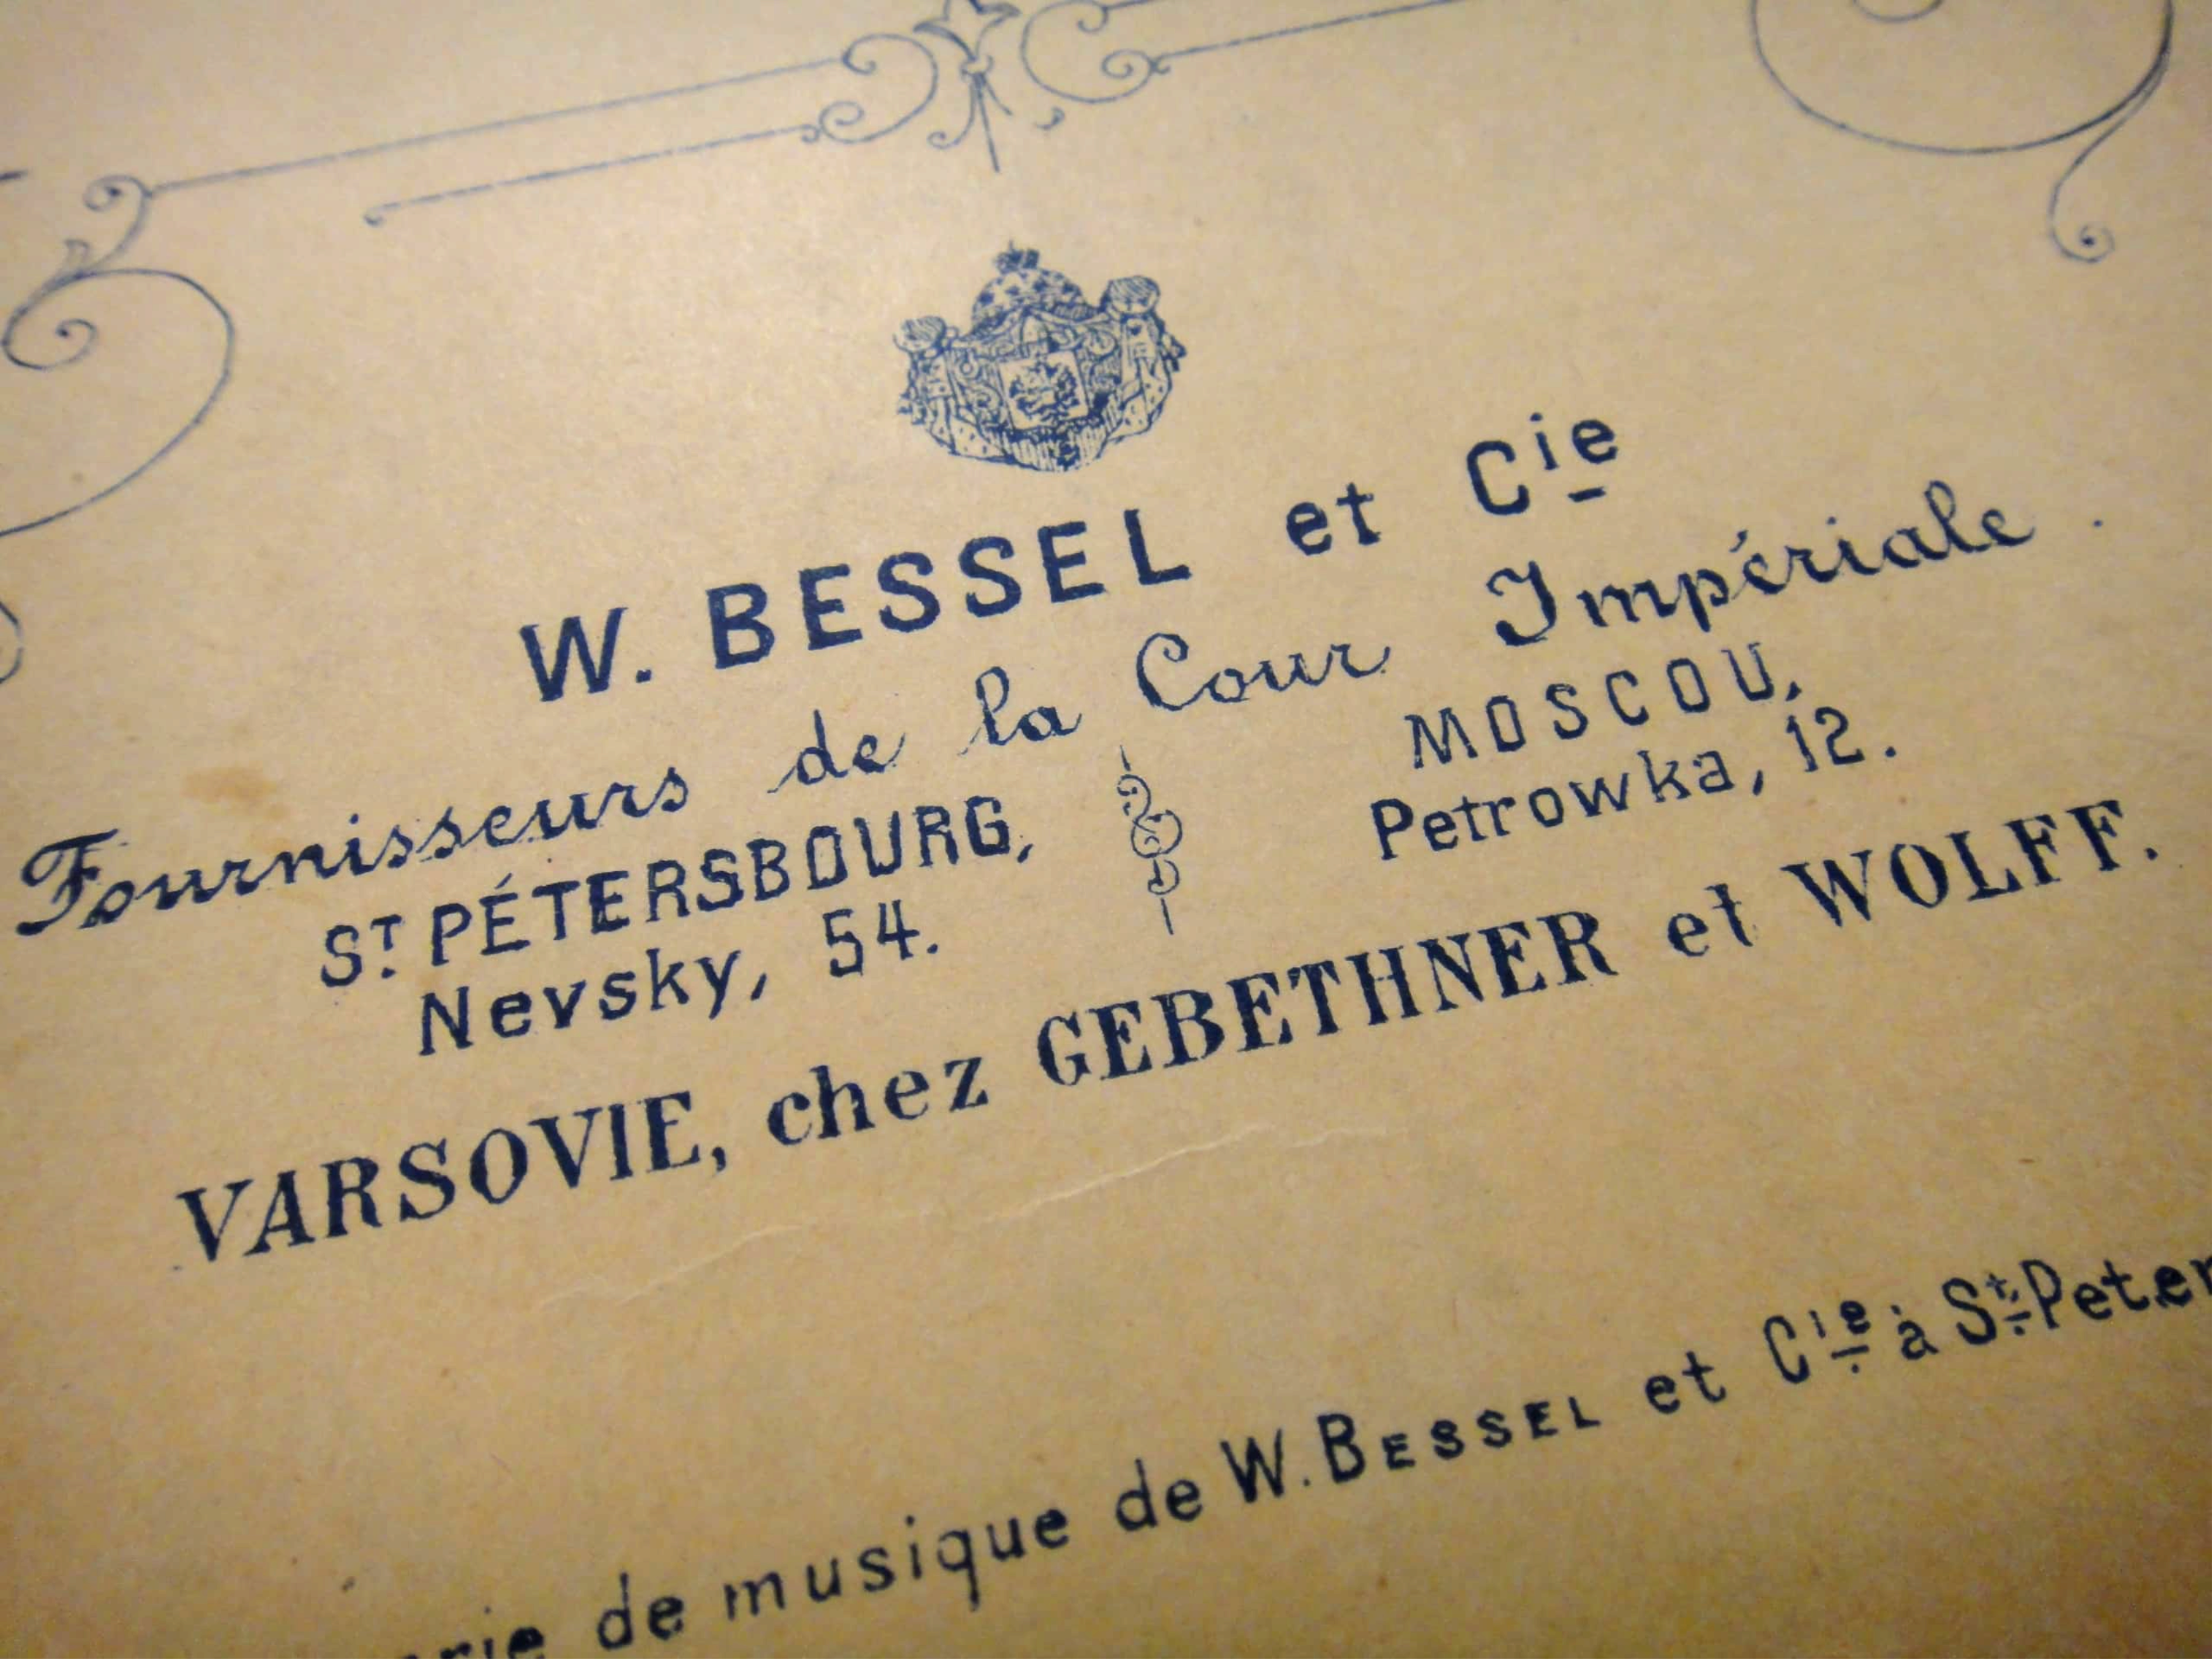 W. BESSEL et Cie
Fournisseurs de la Cour Impériale.
ST PÉTERSBOURG,
Nevsky, 54.
MOSCOU,
Petrowka, 12.
VARSOVIE, chez GEBETHNER et WOLFF.
de musique de W. BESSEL et Cie à St Peter